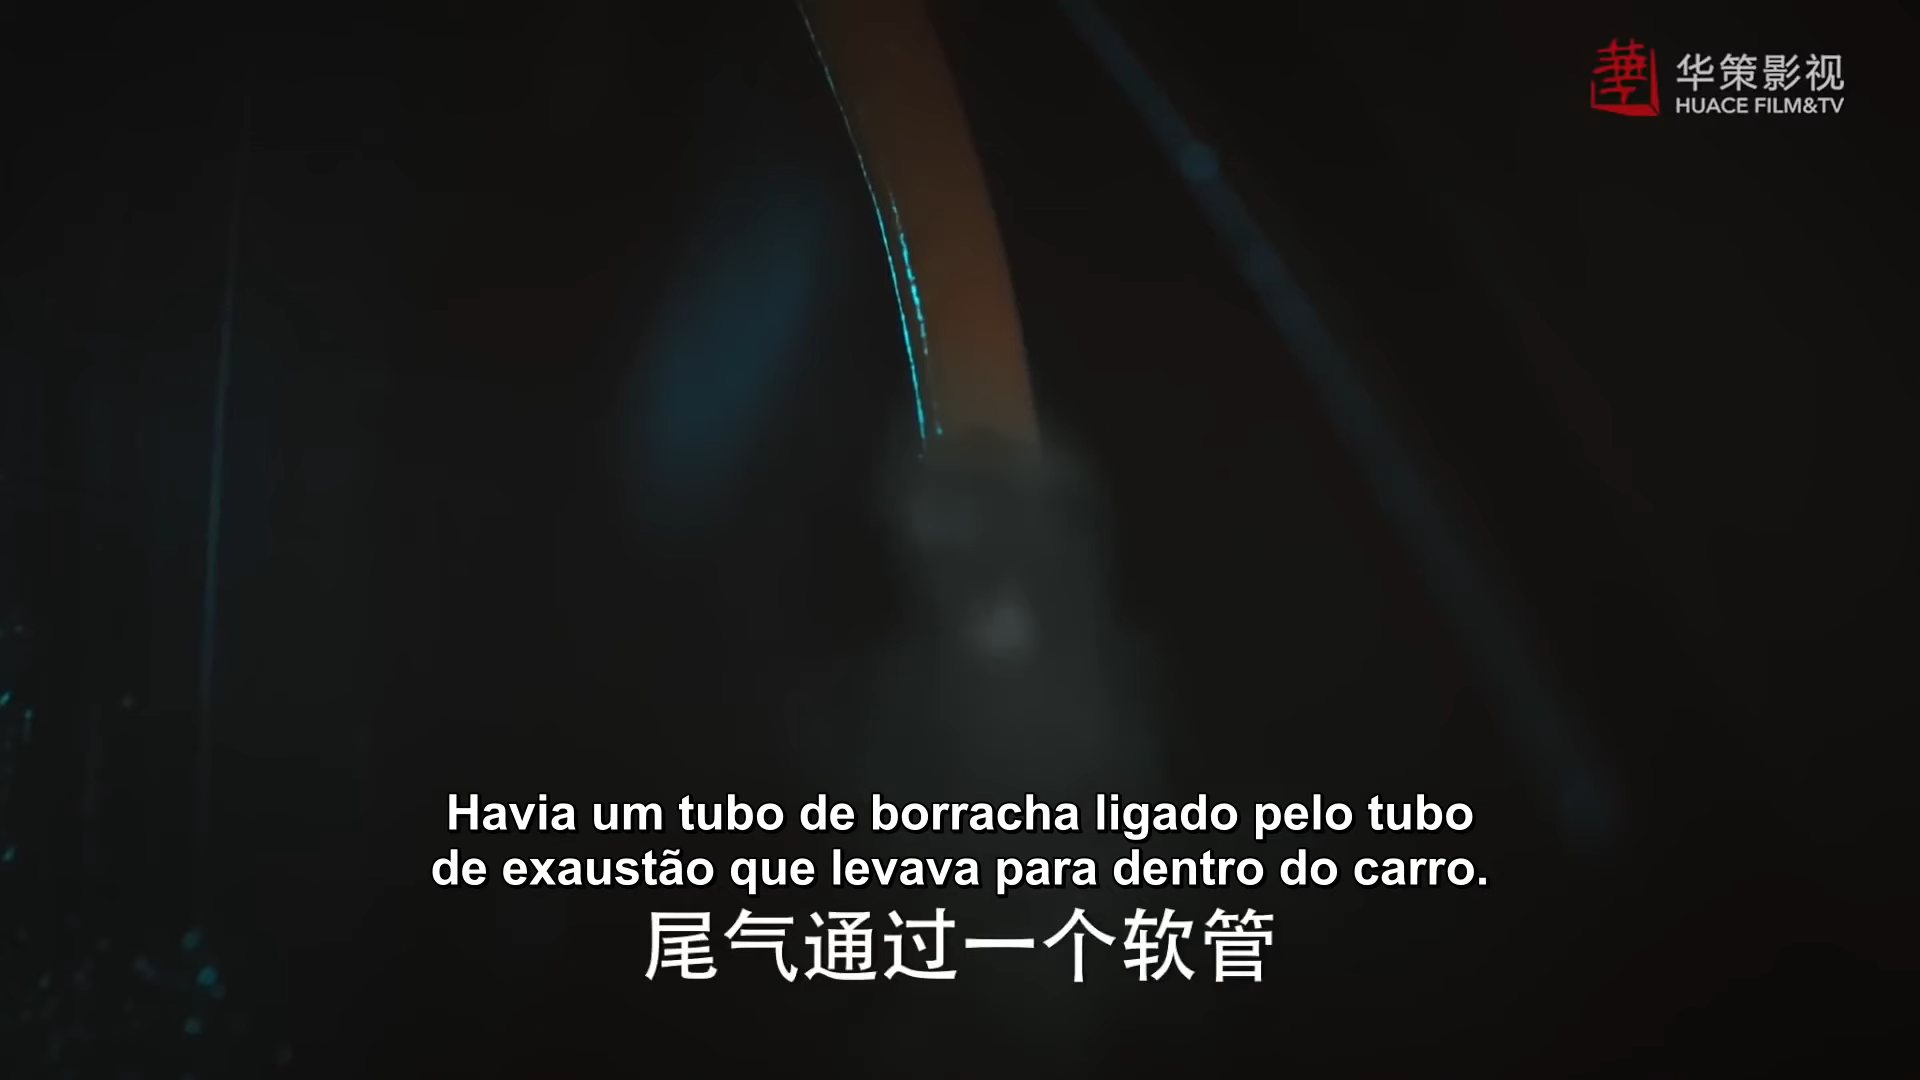 華
华策影视
HUACE FILM&TV
Havia um tubo de borracha ligado pelo tubo
de exaustão que levava para dentro do carro.
尾气通过一个软管